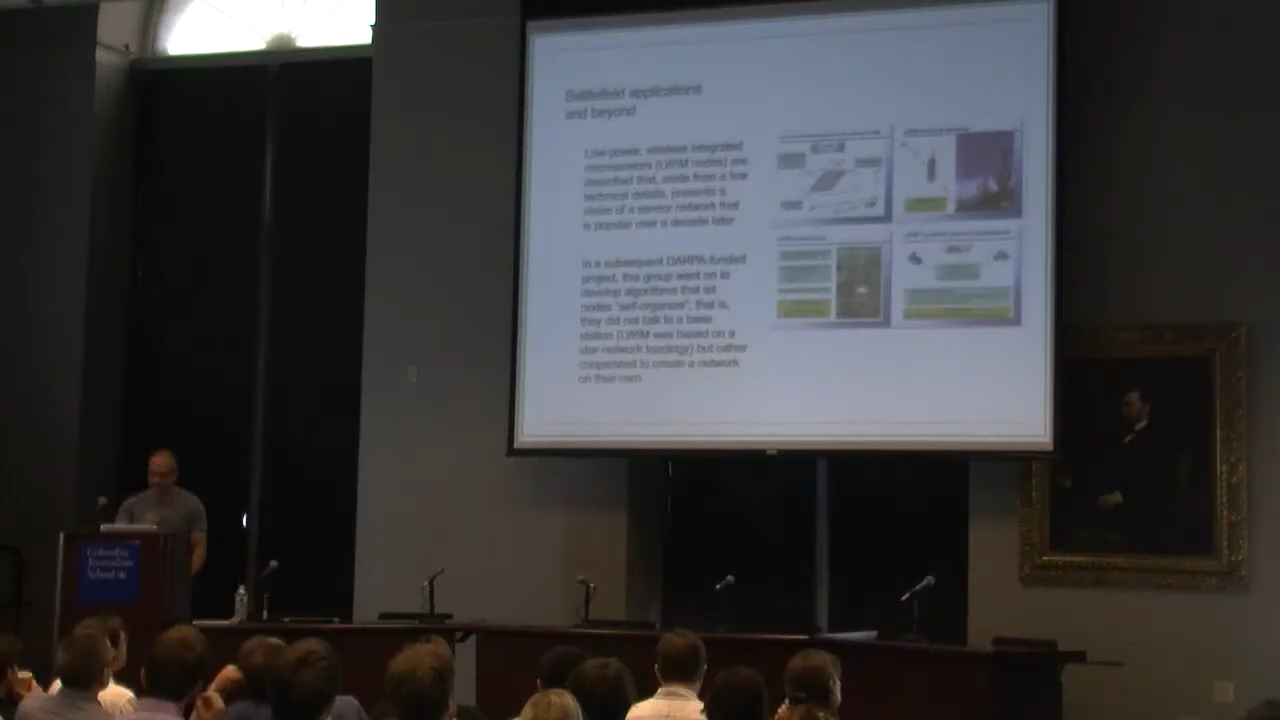 Battlefield applications
and beyond
Low-power, wireless integrated
microsensors (LWIM nodes) are
described that, aside from a few
technical details, presents a
vision of a sensor network that
is popular over a decade later
In a subsequent DARPA-funded
project, this group went on to
develop algorithms that let
nodes "self-organize"; that is,
they did not talk to a base
station (LWIM was based on a
star-network topology) but rather
cooperated to create a network
on their own
Columbia
Journalism
School